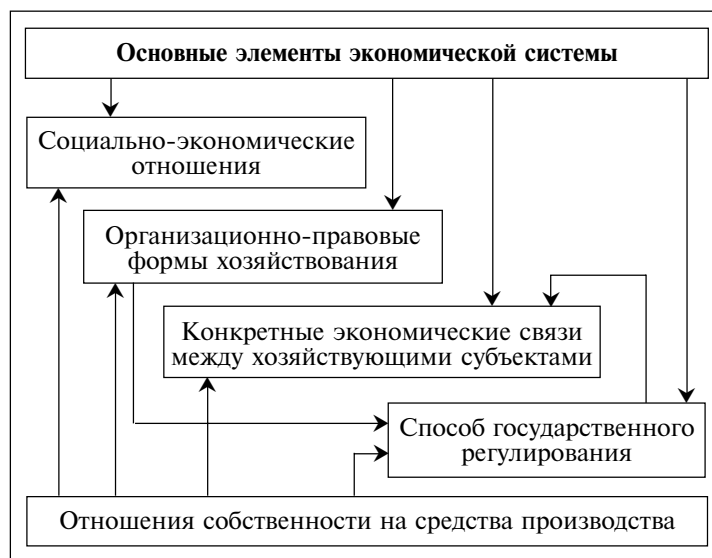 Основные элементы экономической системы
Социально-экономические
отношения
Организационно-правовые
формы хозяйствования
Конкретные экономические связи
между хозяйствующими субъектами
Способ государственного
регулирования
Отношения собственности на средства производства